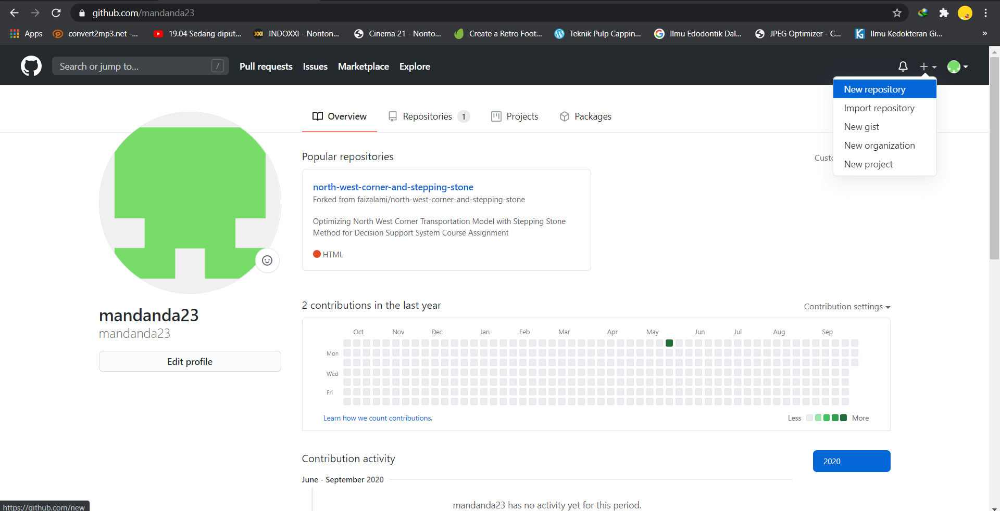 github.com/mandanda23
Apps convert2mp3.net -... 19.04 Sedang diput... INDOXXI - Nonton... Cinema 21 - Nonto... Create a Retro Foot... Teknik Pulp Cappin... Ilmu Edodontik Dal... JPEG Optimizer - C... Ilmu Kedokteran Gi... »
Search or jump to... / Pull requests Issues Marketplace Explore
New repository
Import repository
New gist
New organization
New project
Overview Repositories 1 Projects Packages
Popular repositories
north-west-corner-and-stepping-stone
Forked from faizalami/north-west-corner-and-stepping-stone
Optimizing North West Corner Transportation Model with Stepping Stone
Method for Decision Support System Course Assignment
HTML
mandanda23
mandanda23
Edit profile
2 contributions in the last year Contribution settings
Oct Nov Dec Jan Feb Mar Apr May Jun Jul Aug Sep
Mon
Wed
Fri
Learn how we count contributions. Less More
Contribution activity 2020
June - September 2020
mandanda23 has no activity yet for this period.
https://github.com/new